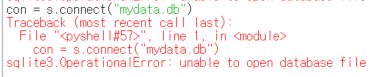 con = s.connect("mydata.db")
Traceback (most recent call last):
  File "<pyshell#57>", line 1, in <module>
    con = s.connect("mydata.db")
sqlite3.OperationalError: unable to open database file